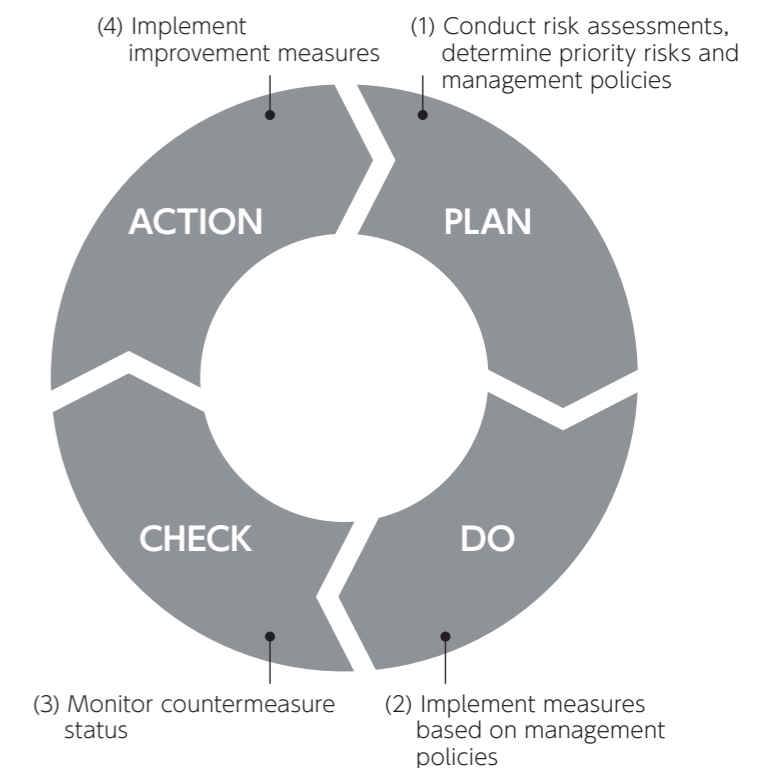 (4) Implement
improvement measures
(1) Conduct risk assessments,
determine priority risks and
management policies
ACTION
PLAN
CHECK
DO
(3) Monitor countermeasure
status
(2) Implement measures
based on management
policies